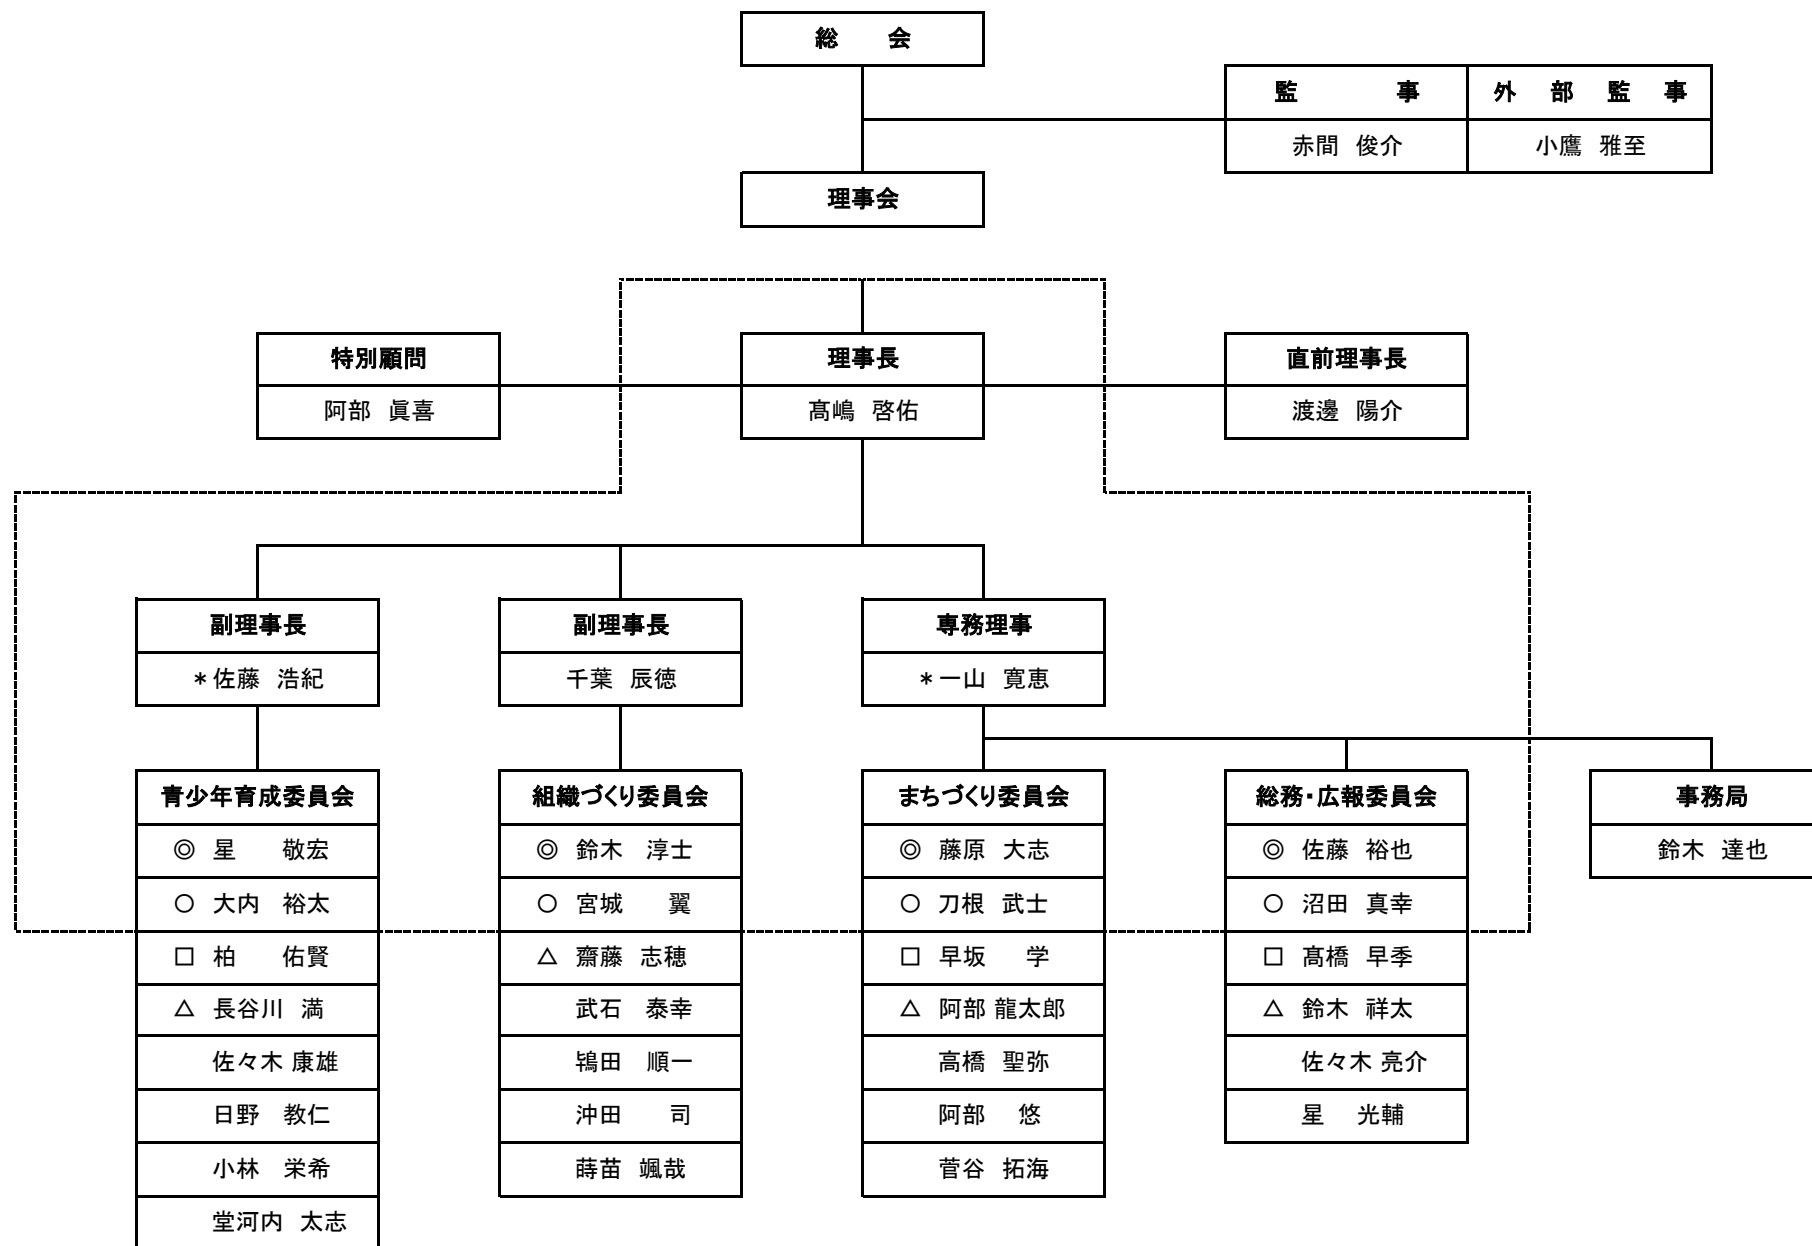 総　会
監　事　外部監事
赤間 俊介　小鷹 雅至
理事会
特別顧問　理事長　直前理事長
阿部 眞喜　髙嶋 啓佑　渡邊 陽介
副理事長　副理事長　専務理事
*佐藤 浩紀　千葉 辰徳　*一山 寛恵
青少年育成委員会　組織づくり委員会　まちづくり委員会　総務・広報委員会　事務局
◎ 星 敬宏　◎ 鈴木 淳士　◎ 藤原 大志　◎ 佐藤 裕也　鈴木 達也
○ 大内 裕太　○ 宮城 翼　○ 刀根 武士　○ 沼田 真幸
□ 柏 佑賢　△ 齋藤 志穂　□ 早坂 学　□ 髙橋 早季
△ 長谷川 満　武石 泰幸　△ 阿部 龍太郎　△ 鈴木 祥太
佐々木 康雄　鴇田 順一　高橋 聖弥　佐々木 亮介
日野 教仁　沖田 司　阿部 悠　星 光輔
小林 栄希　蒔苗 颯哉　菅谷 拓海
堂河内 太志